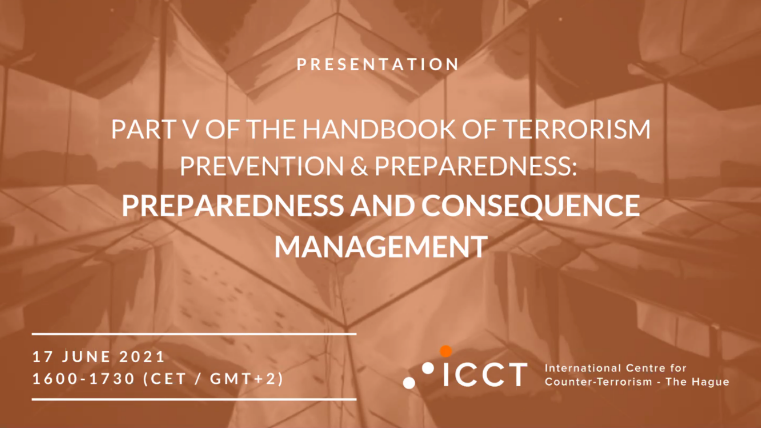 PRESENTATION
PART V OF THE HANDBOOK OF TERRORISM
PREVENTION & PREPAREDNESS:
PREPAREDNESS AND CONSEQUENCE
MANAGEMENT
17 JUNE 2021
1600-1730 (CET / GMT+2)
ICCT
International Centre for
Counter-Terrorism - The Hague